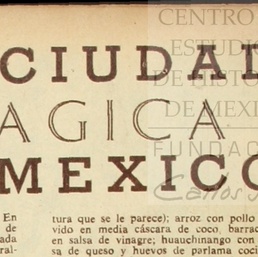 CENTRO
ESTUDIO
DE HISTO
DE MEXI
FUNDAC
Carlos S
CIUDAD
AGICA
MEXICO
En
de
ada
ral-
tura que se le parece); arroz con pollo
vido en media cáscara de coco, barrac
en salsa de vinagre; huauchinango con
sa de queso y huevos de parlama coci